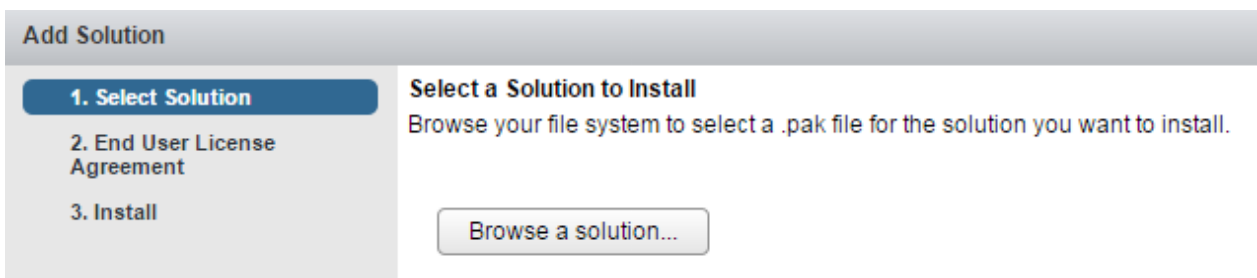 Add Solution
1. Select Solution
2. End User License
Agreement
3. Install
Select a Solution to Install
Browse your file system to select a .pak file for the solution you want to install.
Browse a solution...